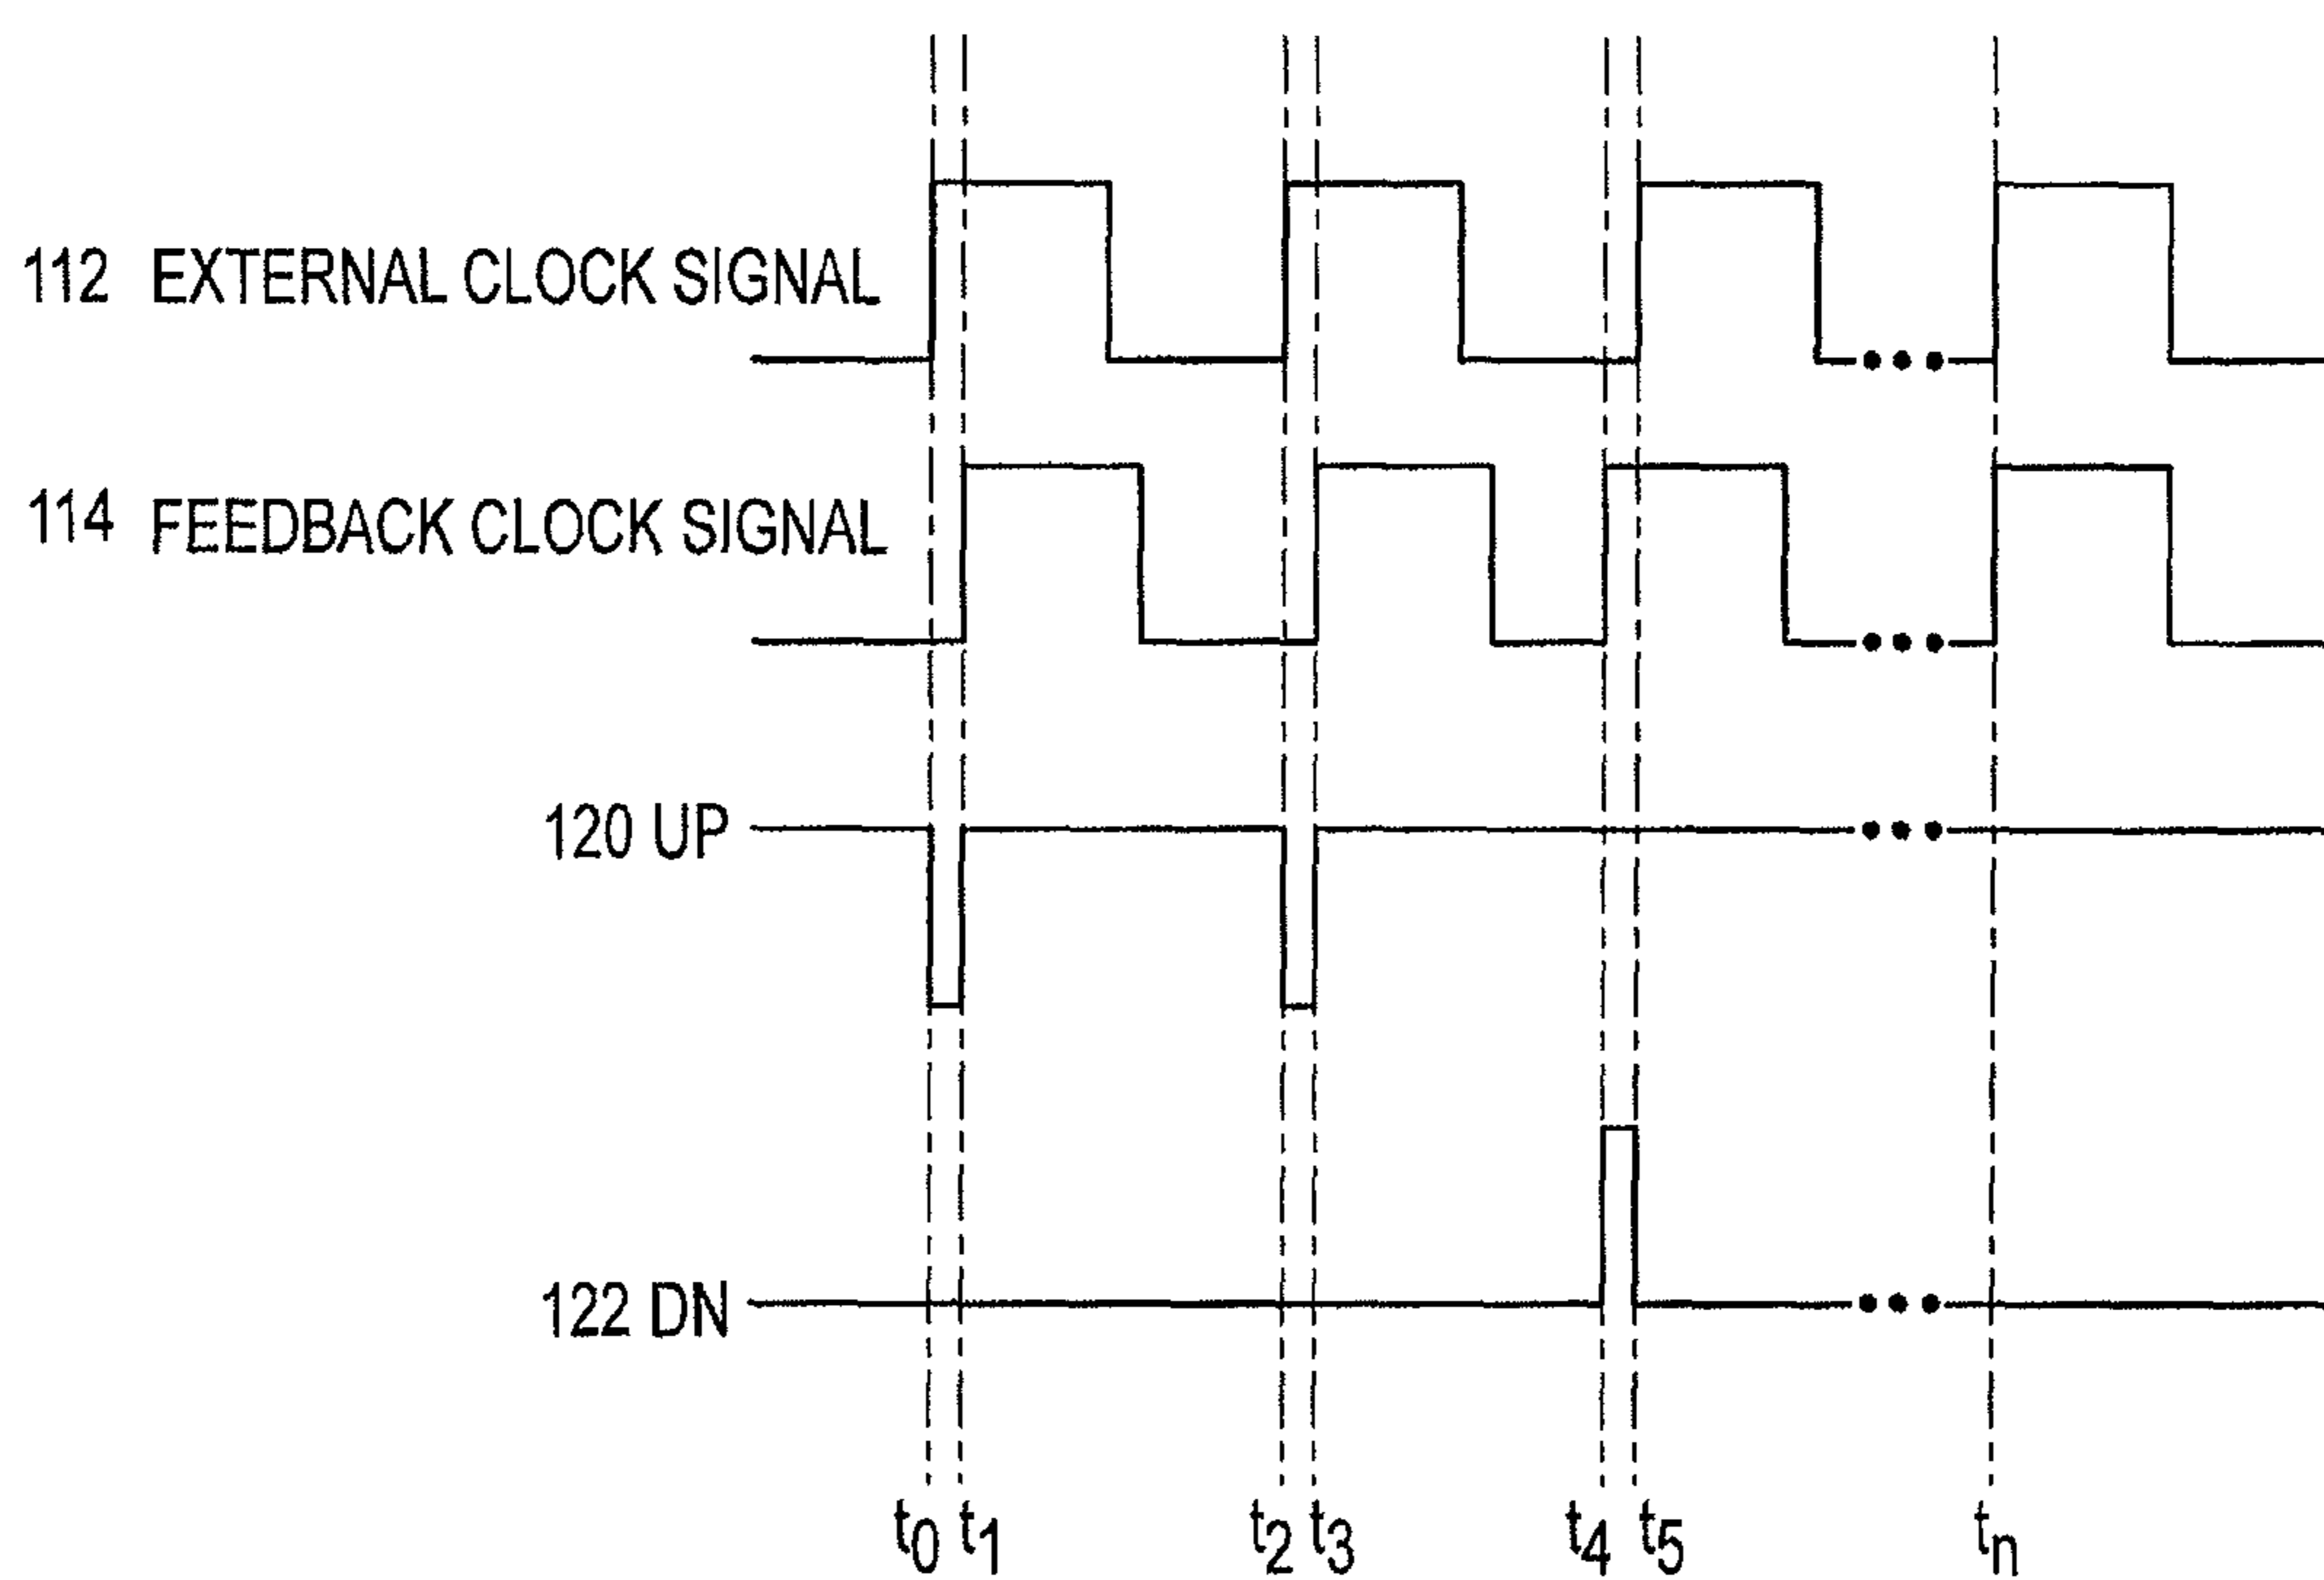 112 EXTERNAL CLOCK SIGNAL
114 FEEDBACK CLOCK SIGNAL
120 UP
122 DN
t0 t1 t2 t3 t4 t5 tn